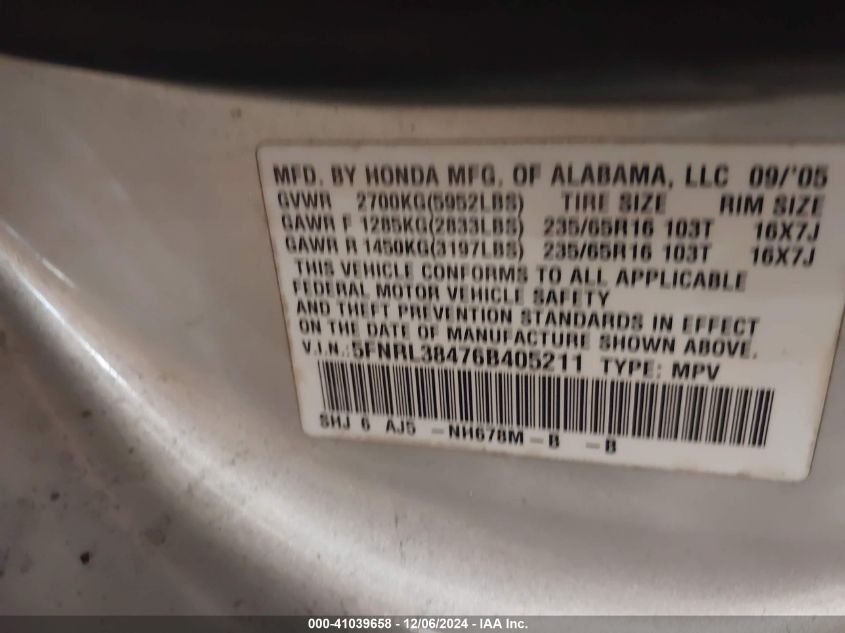 MFD. BY HONDA MFG. OF ALABAMA, LLC 09/'05
GVWR 2700KG(5952LBS) TIRE SIZE RIM SIZE
GAWR F 1285KG(2833LBS) 235/65R16 103T 16X7J
GAWR R 1450KG(3197LBS) 235/65R16 103T 16X7J
THIS VEHICLE CONFORMS TO ALL APPLICABLE
FEDERAL MOTOR VEHICLE SAFETY
AND THEFT PREVENTION STANDARDS IN EFFECT
ON THE DATE OF MANUFACTURE SHOWN ABOVE.
V.I.N.:5FNRL38476B405211 TYPE: MPV
SHJ 6 AJ5 -NH678M-B -B
000-41039658 - 12/06/2024 - IAA Inc.